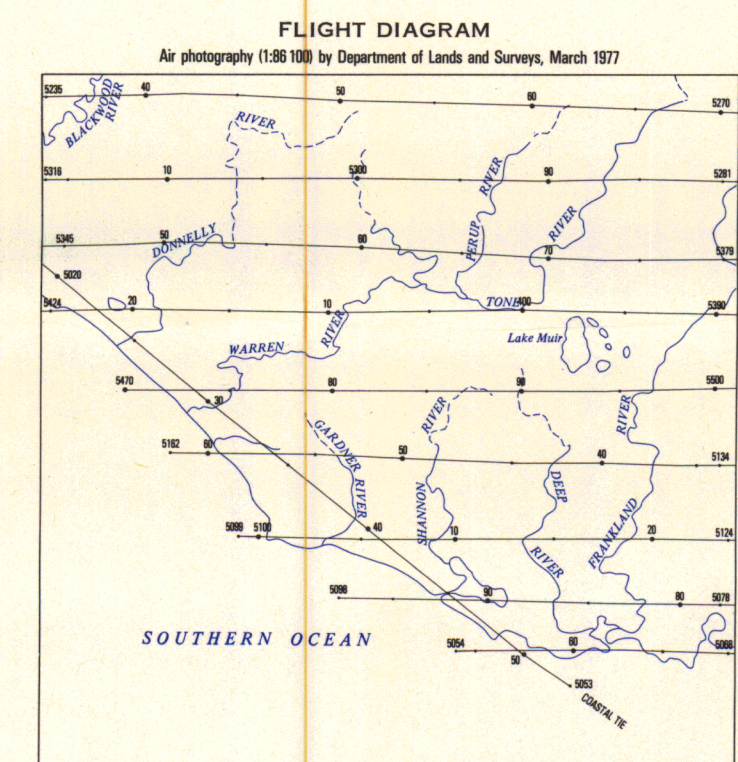 FLIGHT DIAGRAM
Air photography (1:86 100) by Department of Lands and Surveys, March 1977
5235
40
50
60
5270
BLACKWOOD
RIVER
RIVER
5316
10
5300
90
5281
RIVER
PERUP
RIVER
5345
50
60
70
5379
DONNELLY
5020
5424
20
10
TONE
400
5390
RIVER
WARREN
Lake Muir
5470
30
80
90
5500
GARDNER
RIVER
RIVER
RIVER
5162
60
50
40
5134
SHANNON
DEEP
RIVER
FRANKLAND
5099
5100
40
10
20
5124
5098
90
80
5078
SOUTHERN OCEAN
5054
50
60
5068
5053
COASTAL TIE